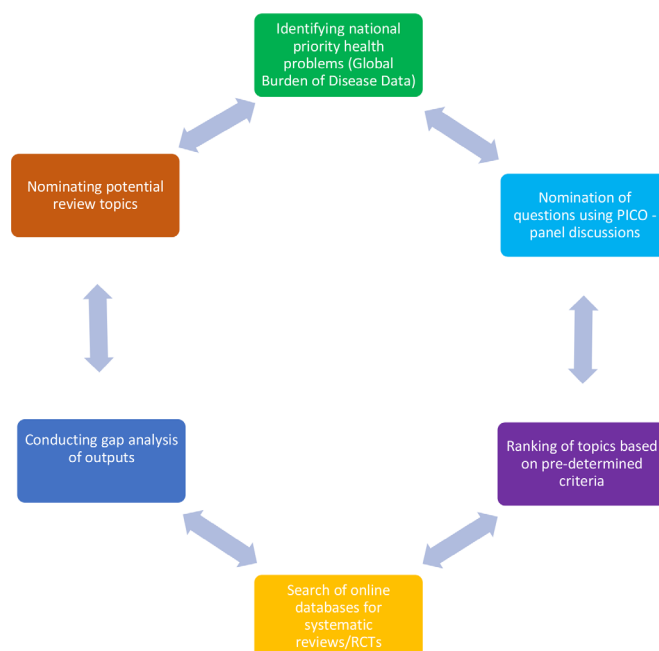 Identifying national
priority health
problems (Global
Burden of Disease Data)
Nomination of
questions using PICO -
panel discussions
Ranking of topics based
on pre-determined
criteria
Search of online
databases for
systematic
reviews/RCTs
Conducting gap analysis
of outputs
Nominating potential
review topics